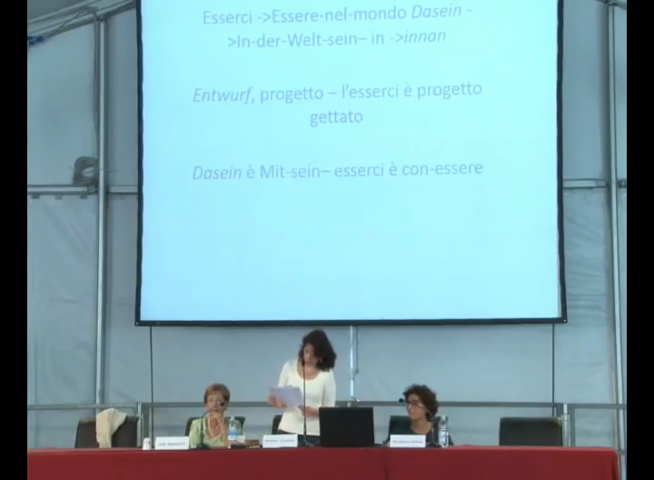 Esserci ->Essere-nel-mondo Dasein -
>In-der-Welt-sein– in ->innan
Entwurf, progetto – l'esserci è progetto
gettato
Dasein è Mit-sein– esserci è con-essere